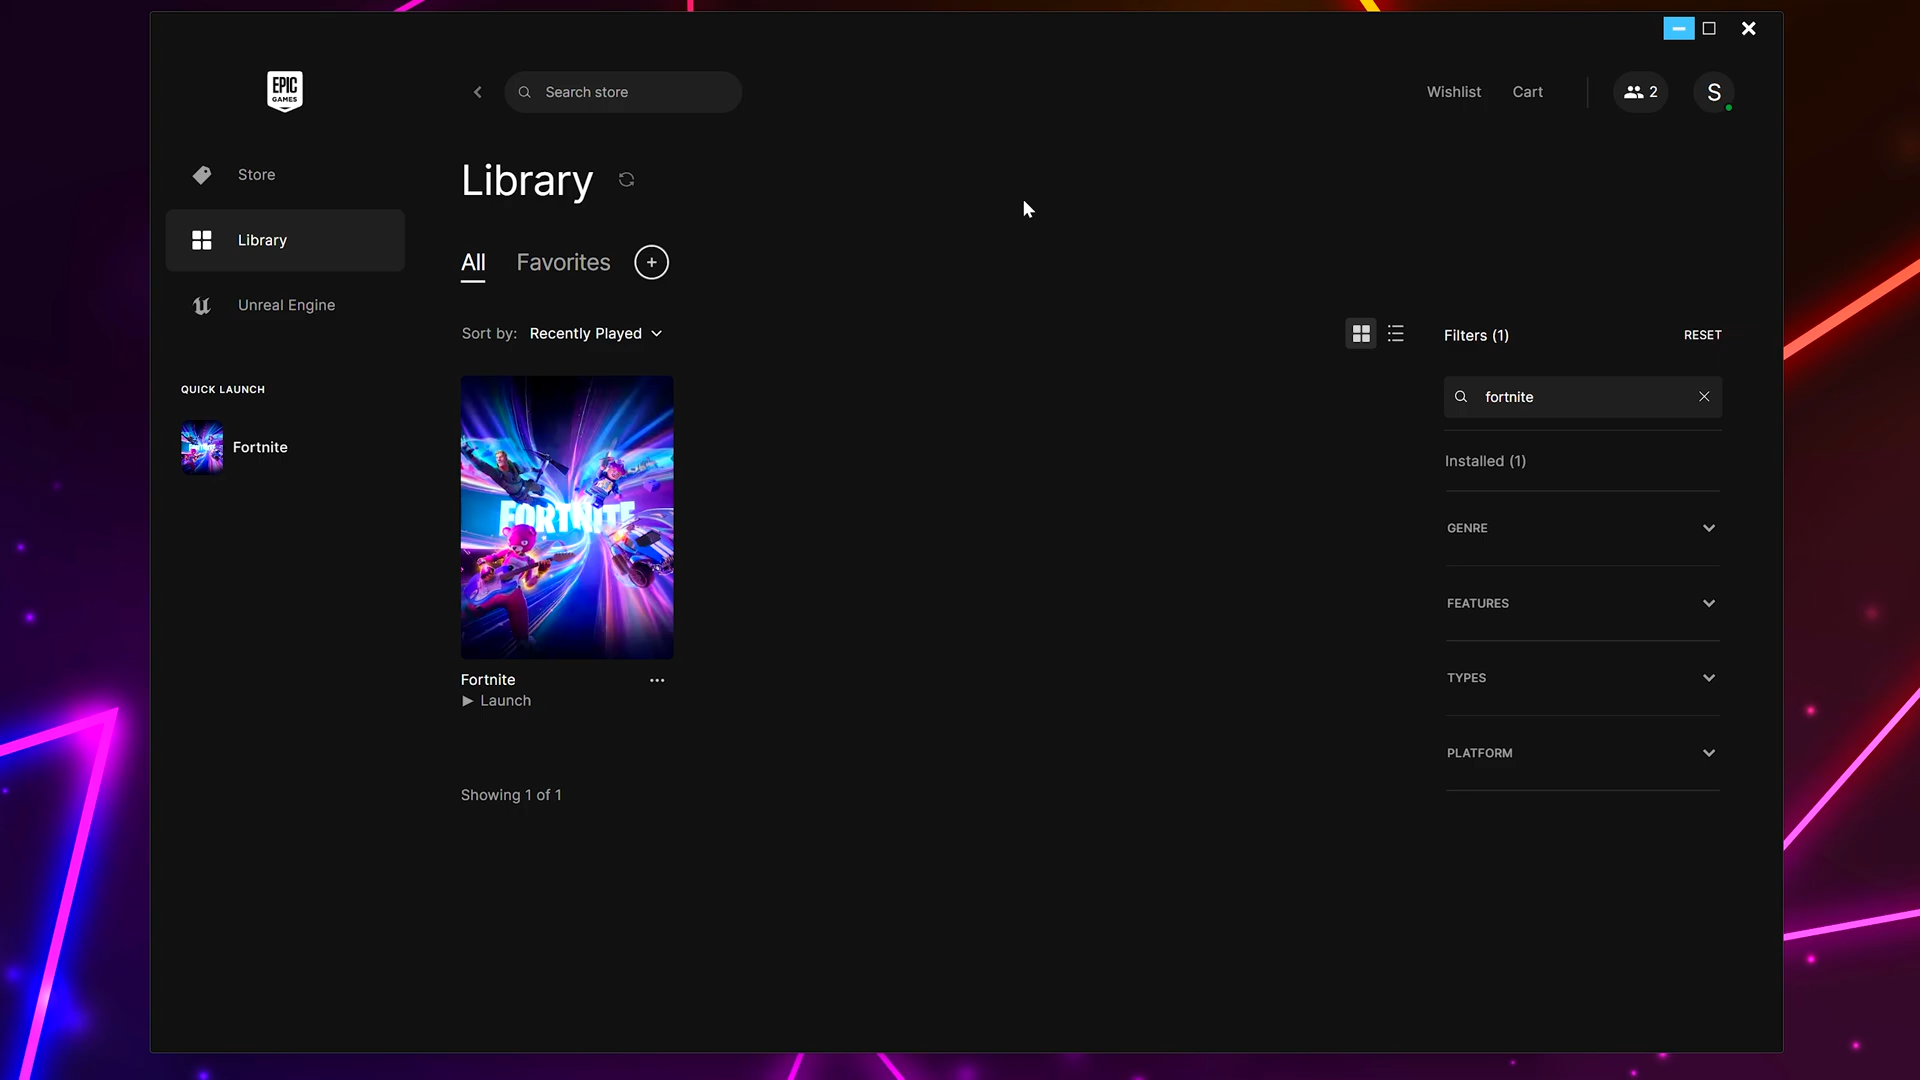 EPIC
GAMES
Search store
Wishlist
Cart
2
S
Store
Library
Unreal Engine
QUICK LAUNCH
Fortnite
Library
All
Favorites
Sort by: Recently Played
FORTNITE
Fortnite
Launch
Showing 1 of 1
Filters (1)
RESET
fortnite
Installed (1)
GENRE
FEATURES
TYPES
PLATFORM